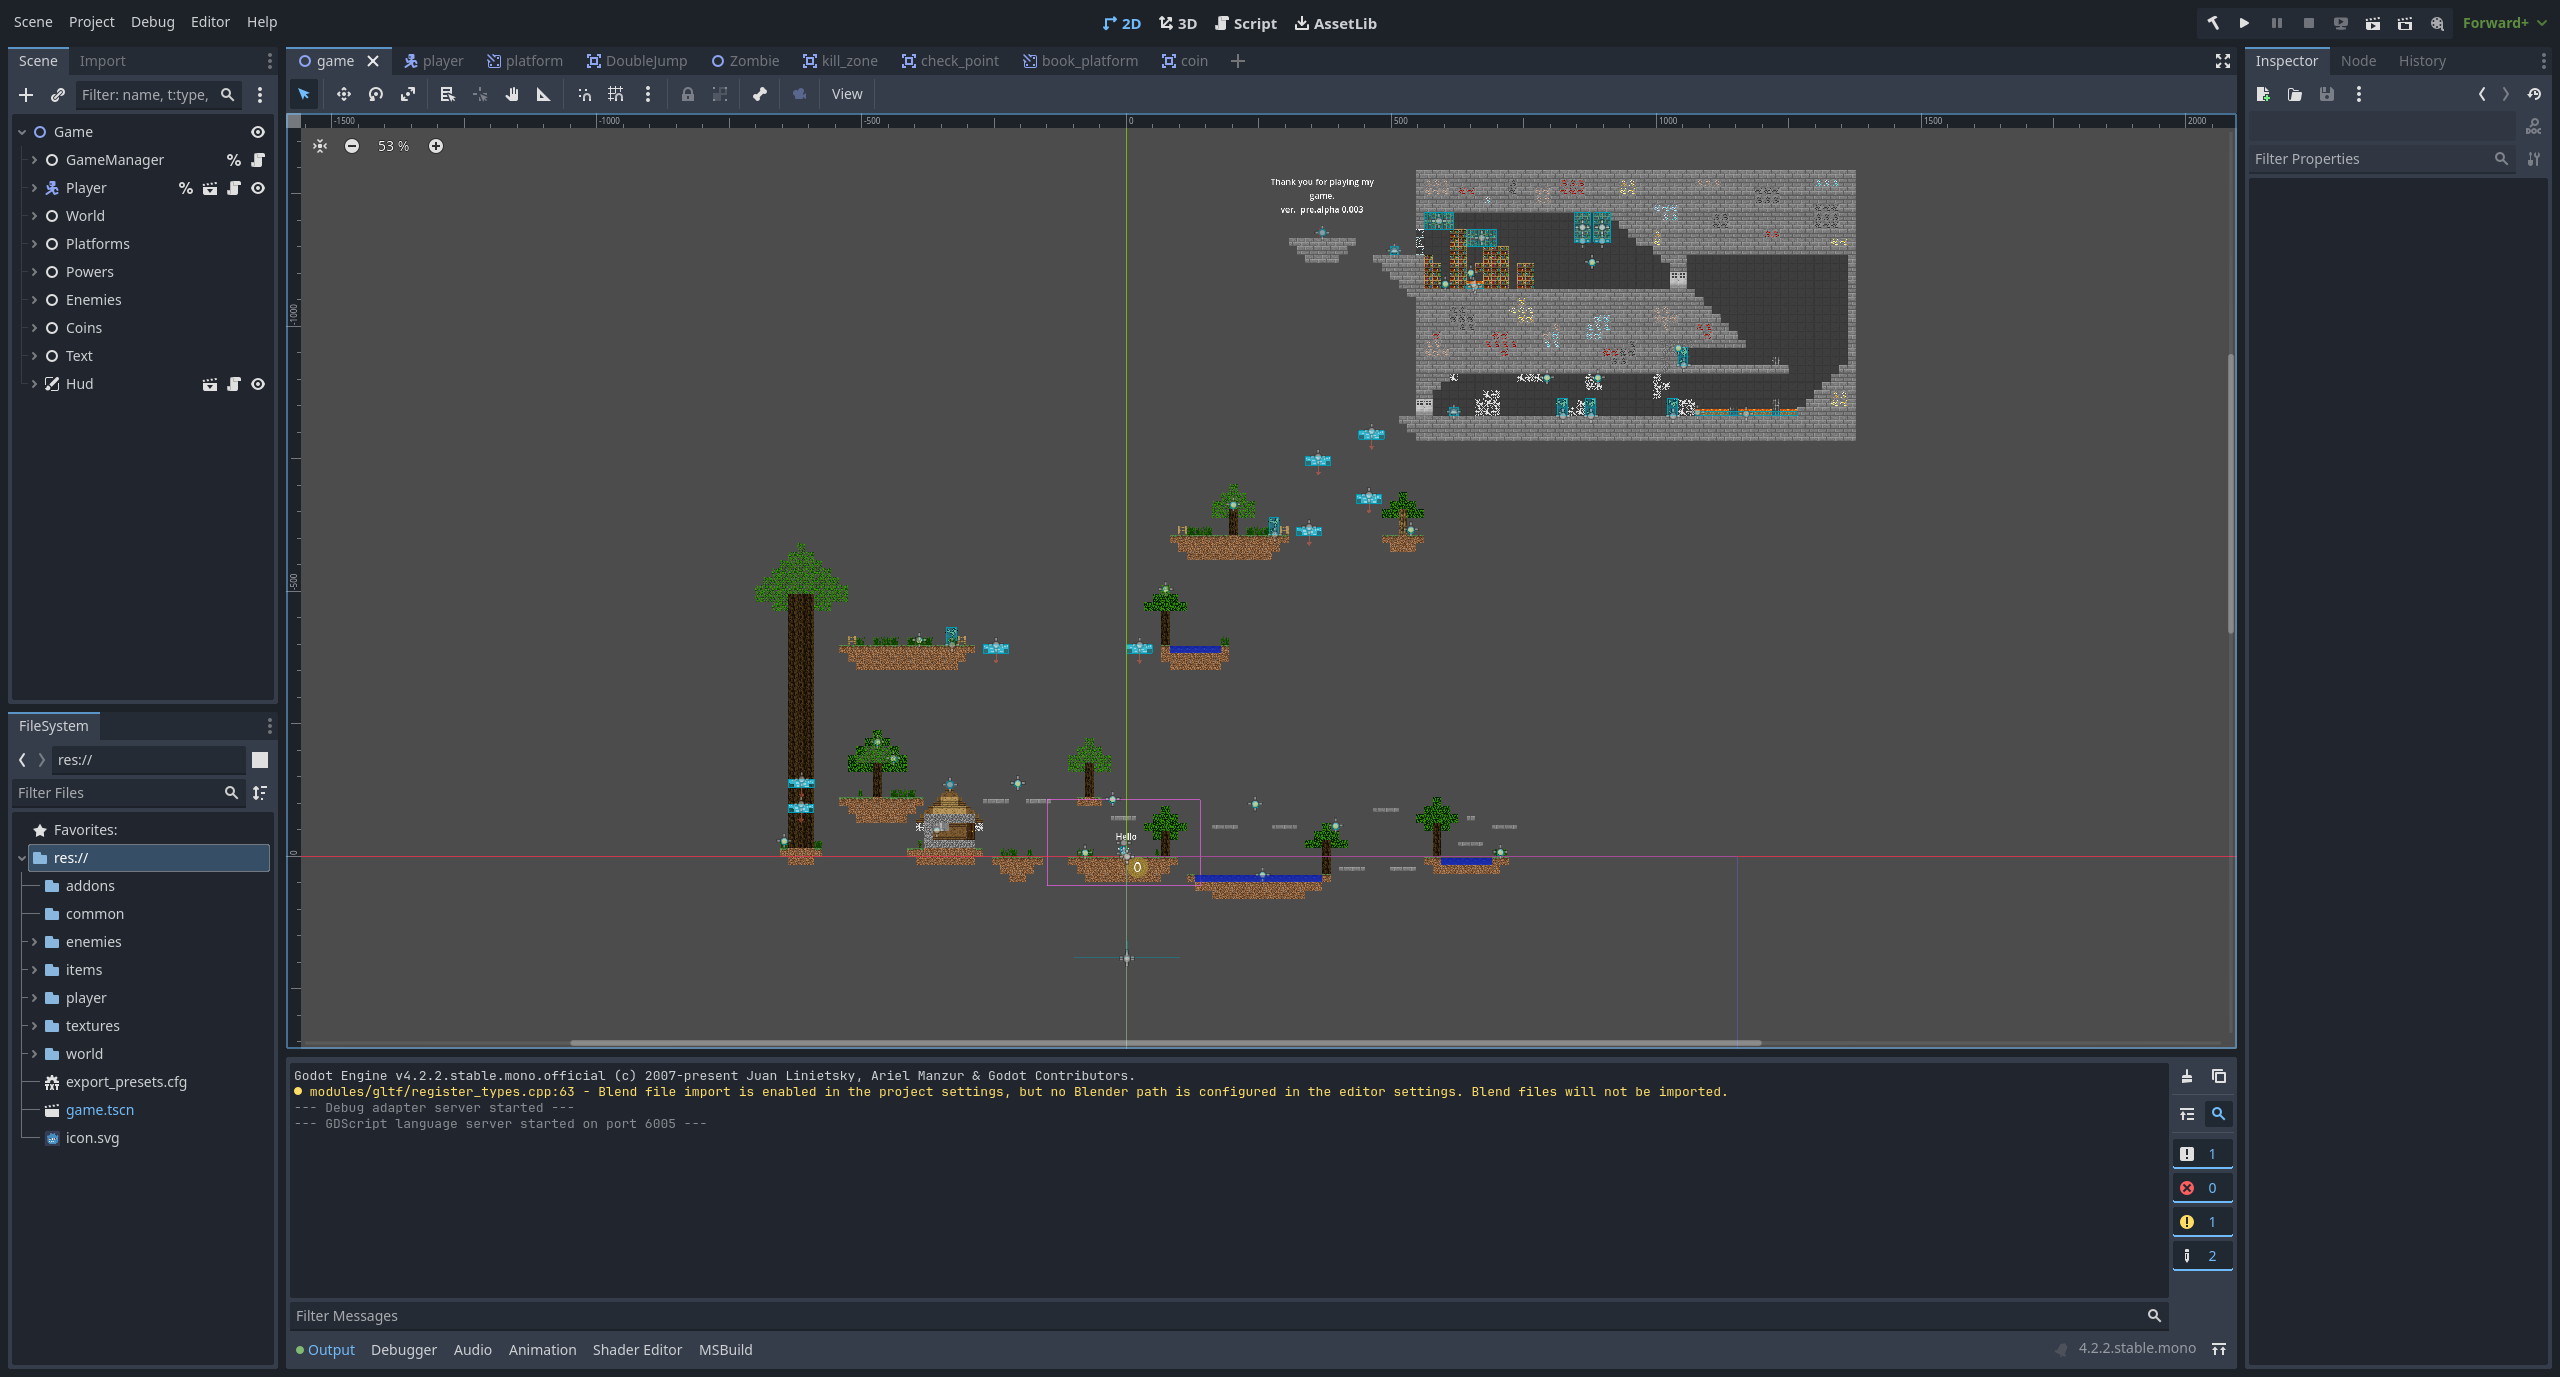 Scene Project Debug Editor Help
2D 3D Script AssetLib
Forward+
Scene Import
game player platform DoubleJump Zombie kill_zone check_point book_platform coin
Inspector Node History
Filter: name, t:type,
View
-1500 -1000 -500 0 500 1000 1500 2000
Game
53 %
GameManager
Filter Properties
Player
World
Platforms
Powers
Enemies
Coins
Text
Hud
Thank you for playing my
game.
ver. pre.alpha 0.003
-1000
-500
0
Hello
0
FileSystem
res://
Filter Files
Favorites:
res://
addons
common
enemies
items
player
textures
world
export_presets.cfg
game.tscn
icon.svg
Godot Engine v4.2.2.stable.mono.official (c) 2007-present Juan Linietsky, Ariel Manzur & Godot Contributors.
modules/gltf/register_types.cpp:63 - Blend file import is enabled in the project settings, but no Blender path is configured in the editor settings. Blend files will not be imported.
--- Debug adapter server started ---
--- GDScript language server started on port 6005 ---
1
0
1
2
Filter Messages
Output Debugger Audio Animation Shader Editor MSBuild
4.2.2.stable.mono